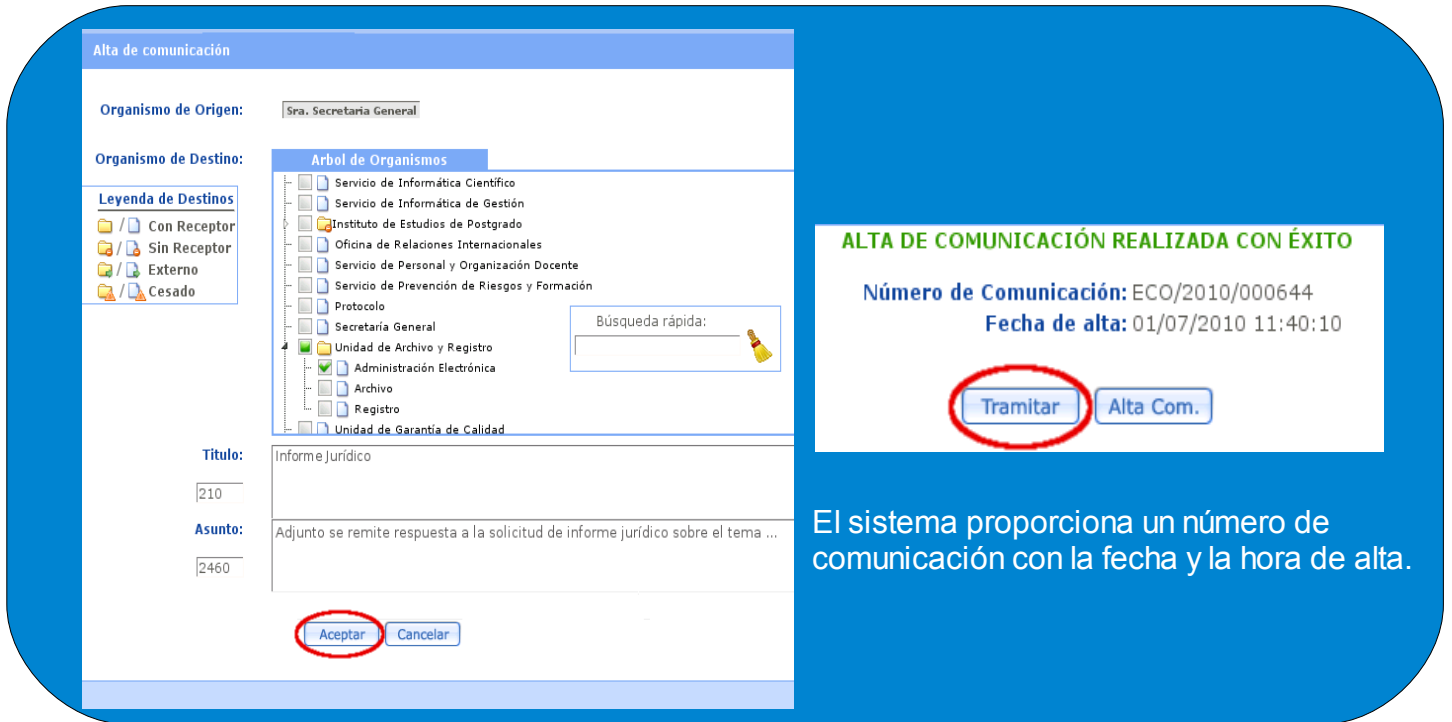 Alta de comunicación
Organismo de Origen:
Sra. Secretaria General
Organismo de Destino:
Arbol de Organismos
Leyenda de Destinos
/ Con Receptor
/ Sin Receptor
/ Externo
/ Cesado
Servicio de Informática Científico
Servicio de Informática de Gestión
Instituto de Estudios de Postgrado
Oficina de Relaciones Internacionales
Servicio de Personal y Organización Docente
Servicio de Prevención de Riesgos y Formación
Protocolo
Secretaría General
Unidad de Archivo y Registro
Administración Electrónica
Archivo
Registro
Unidad de Garantía de Calidad
Búsqueda rápida:
Titulo:
Informe Jurídico
210
Asunto:
Adjunto se remite respuesta a la solicitud de informe jurídico sobre el tema ...
2460
Aceptar Cancelar
ALTA DE COMUNICACIÓN REALIZADA CON ÉXITO
Número de Comunicación: ECO/2010/000644
Fecha de alta: 01/07/2010 11:40:10
Tramitar Alta Com.
El sistema proporciona un número de
comunicación con la fecha y la hora de alta.